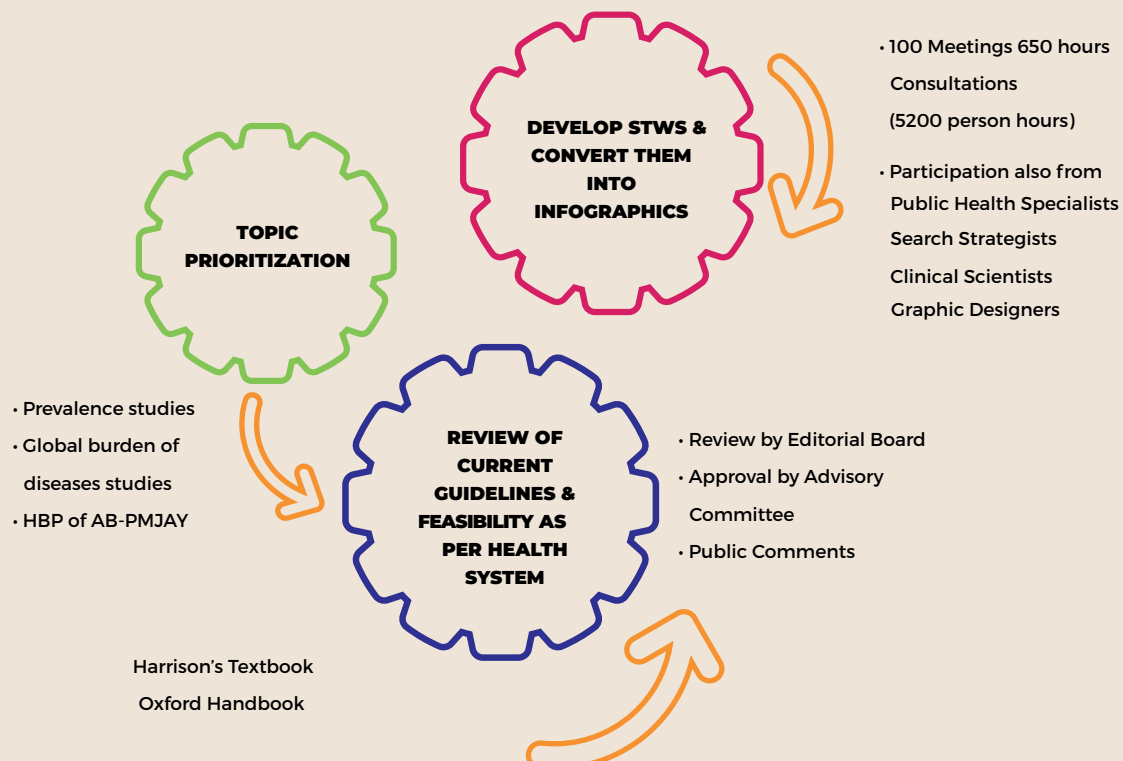 TOPIC
PRIORITIZATION
• Prevalence studies
• Global burden of
diseases studies
• HBP of AB-PMJAY
DEVELOP STWS &
CONVERT THEM
INTO
INFOGRAPHICS
• 100 Meetings 650 hours
Consultations
(5200 person hours)
• Participation also from
Public Health Specialists
Search Strategists
Clinical Scientists
Graphic Designers
REVIEW OF
CURRENT
GUIDELINES &
FEASIBILITY AS
PER HEALTH
SYSTEM
• Review by Editorial Board
• Approval by Advisory
Committee
• Public Comments
Harrison's Textbook
Oxford Handbook